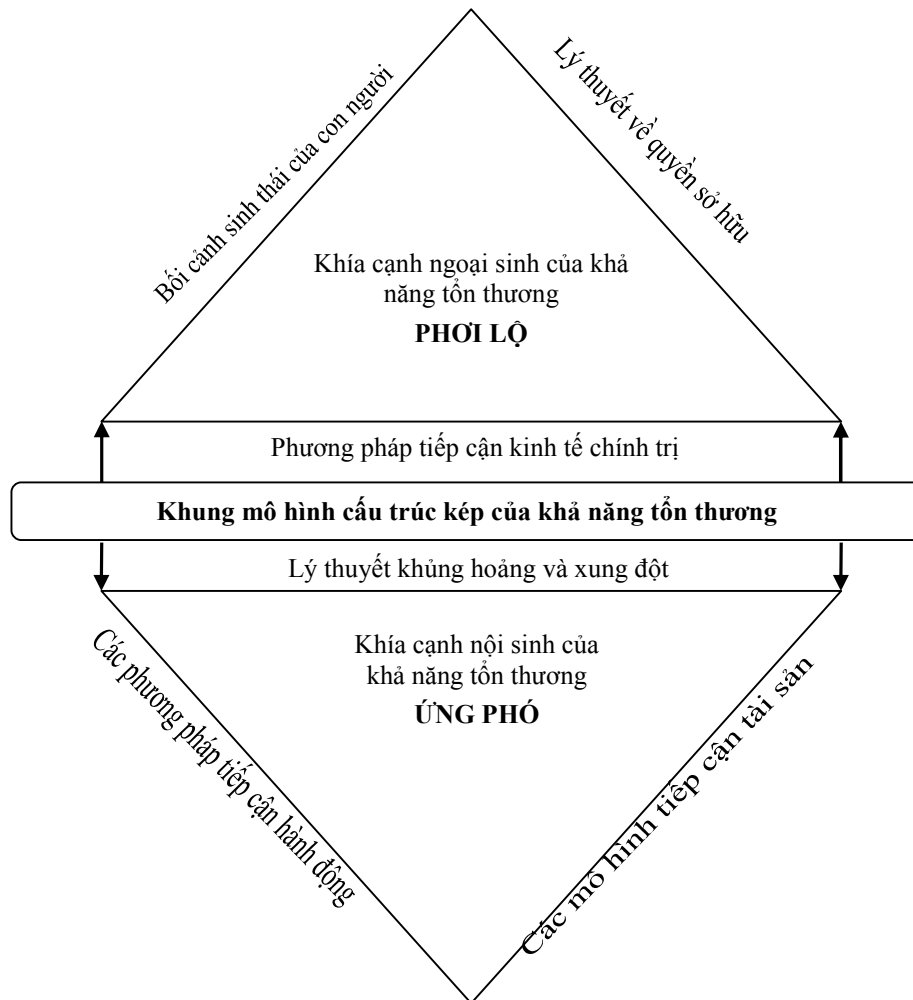 Bối cảnh sinh thái của con người
Lý thuyết về quyền sở hữu
Khía cạnh ngoại sinh của khả
năng tổn thương
PHƠI LỘ
Phương pháp tiếp cận kinh tế chính trị
Khung mô hình cấu trúc kép của khả năng tổn thương
Lý thuyết khủng hoảng và xung đột
Khía cạnh nội sinh của
khả năng tổn thương
ỨNG PHÓ
Các phương pháp tiếp cận hành động
Các mô hình tiếp cận tài sản